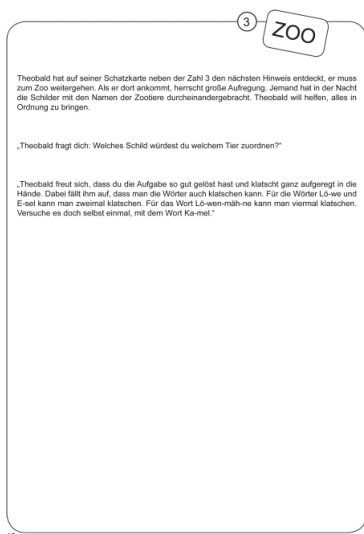 3
ZOO
Theobald hat auf seiner Schatzkarte neben der Zahl 3 den nächsten Hinweis entdeckt, er muss
zum Zoo weitergehen. Als er dort ankommt, herrscht große Aufregung. Jemand hat in der Nacht
die Schilder mit den Namen der Zootiere durcheinandergebracht. Theobald will helfen, alles in
Ordnung zu bringen.
„Theobald fragt dich: Welches Schild würdest du welchem Tier zuordnen?"
„Theobald freut sich, dass du die Aufgabe so gut gelöst hast und klatscht ganz aufgeregt in die
Hände. Dabei fällt ihm auf, dass man die Wörter auch klatschen kann. Für die Wörter Lö-we und
E-sel kann man zweimal klatschen. Für das Wort Lö-wen-mäh-ne kann man viermal klatschen.
Versuche es doch selbst einmal, mit dem Wort Ka-mel."